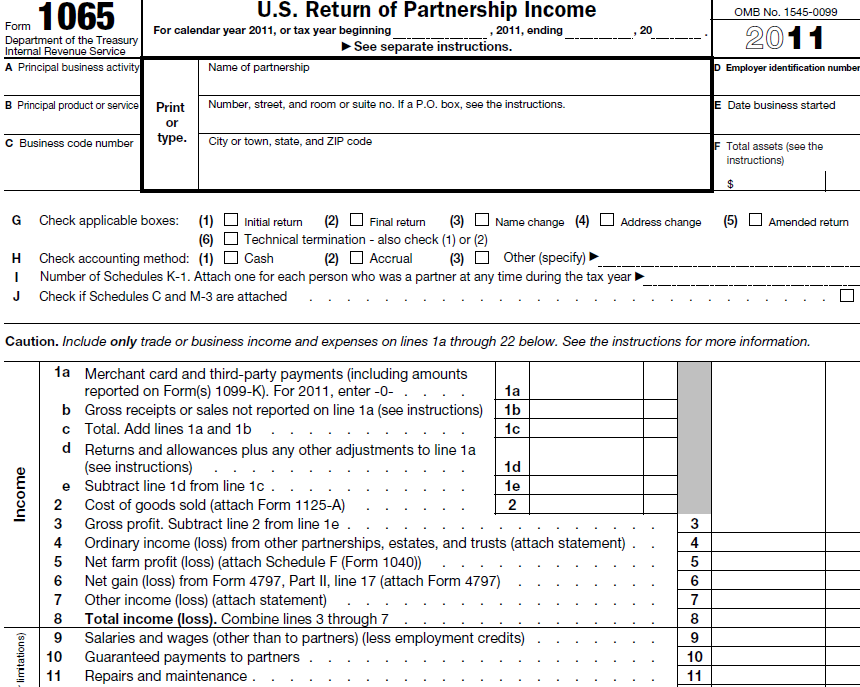 Form 1065
Department of the Treasury
Internal Revenue Service
U.S. Return of Partnership Income
For calendar year 2011, or tax year beginning , 2011, ending , 20 .
▶ See separate instructions.
OMB No. 1545-0099
2011
A Principal business activity
B Principal product or service
C Business code number
Print
or
type.
Name of partnership
Number, street, and room or suite no. If a P.O. box, see the instructions.
City or town, state, and ZIP code
D Employer identification number
E Date business started
F Total assets (see the
instructions)
$
G Check applicable boxes: (1) Initial return (2) Final return (3) Name change (4) Address change (5) Amended return
(6) Technical termination - also check (1) or (2)
H Check accounting method: (1) Cash (2) Accrual (3) Other (specify) ▶
I Number of Schedules K-1. Attach one for each person who was a partner at any time during the tax year ▶
J Check if Schedules C and M-3 are attached . . . . . . . . . . . . . . . . . . . . . . . .
Caution. Include only trade or business income and expenses on lines 1a through 22 below. See the instructions for more information.
Income
1a Merchant card and third-party payments (including amounts
reported on Form(s) 1099-K). For 2011, enter -0- . . . . 1a
b Gross receipts or sales not reported on line 1a (see instructions) 1b
c Total. Add lines 1a and 1b . . . . . . . . . . . 1c
d Returns and allowances plus any other adjustments to line 1a
(see instructions) . . . . . . . . . . . . . . 1d
e Subtract line 1d from line 1c . . . . . . . . . . . 1e
2 Cost of goods sold (attach Form 1125-A) . . . . . . 2
3 Gross profit. Subtract line 2 from line 1e . . . . . . . . . . . . . . . . 3
4 Ordinary income (loss) from other partnerships, estates, and trusts (attach statement) . . 4
5 Net farm profit (loss) (attach Schedule F (Form 1040)) . . . . . . . . . . . 5
6 Net gain (loss) from Form 4797, Part II, line 17 (attach Form 4797) . . . . . . . . 6
7 Other income (loss) (attach statement) . . . . . . . . . . . . . . . . 7
8 Total income (loss). Combine lines 3 through 7 . . . . . . . . . . . . . . 8
r limitations)
9 Salaries and wages (other than to partners) (less employment credits) . . . . . . . 9
10 Guaranteed payments to partners . . . . . . . . . . . . . . . . . . 10
11 Repairs and maintenance . . . . . . . . . . . . . . . . . . . . . 11